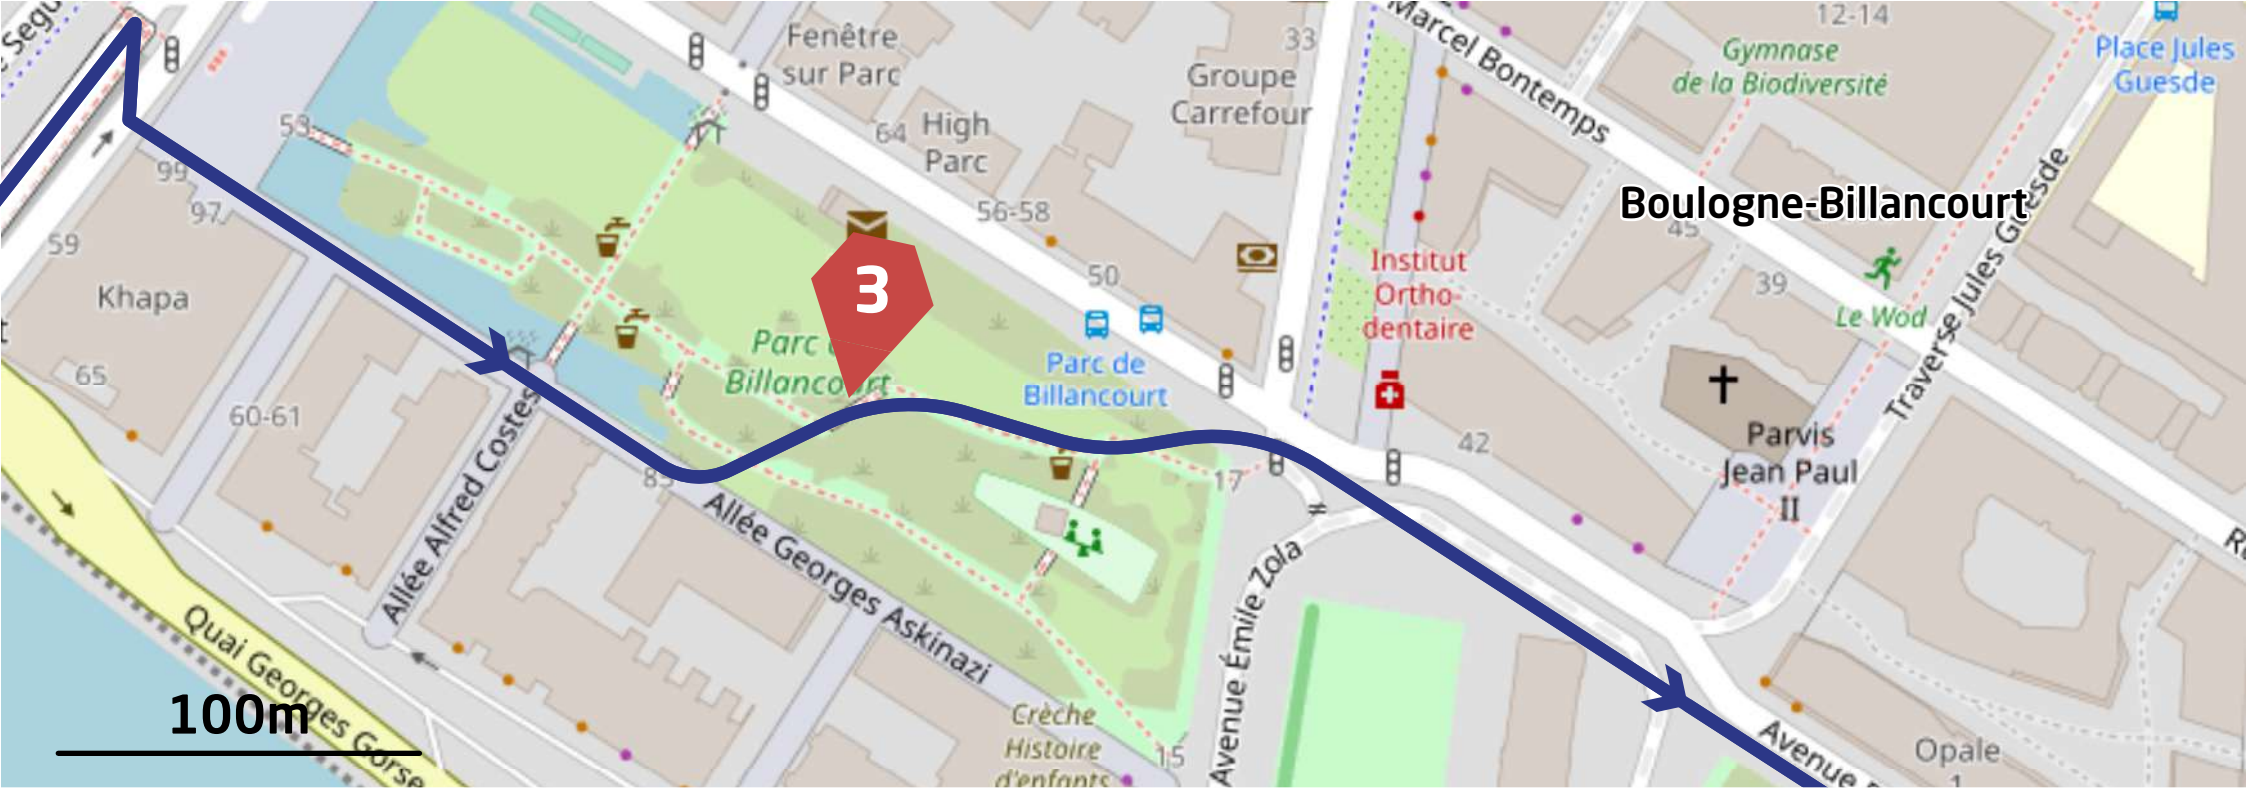 Fenêtre
sur Parc
33
Groupe
Carrefour
Marcel Bontemps
12-14
Gymnase
de la Biodiversité
Place Jules
Guesde
53
64
High
Parc
56-58
99
97
59
Khapa
65
60-61
50
3
Parc
Billancourt
Parc de
Billancourt
Institut
Ortho-
dentaire
Boulogne-Billancourt
45
39
Le Wod
Traverse Jules Guesde
Parvis
Jean Paul
II
42
17
Allée Alfred Costes
Allée Georges Askinazi
Avenue Émile Zola
Quai Georges Gorse
100m
Crèche
Histoire
d'enfants
15
Avenue
Opale
1